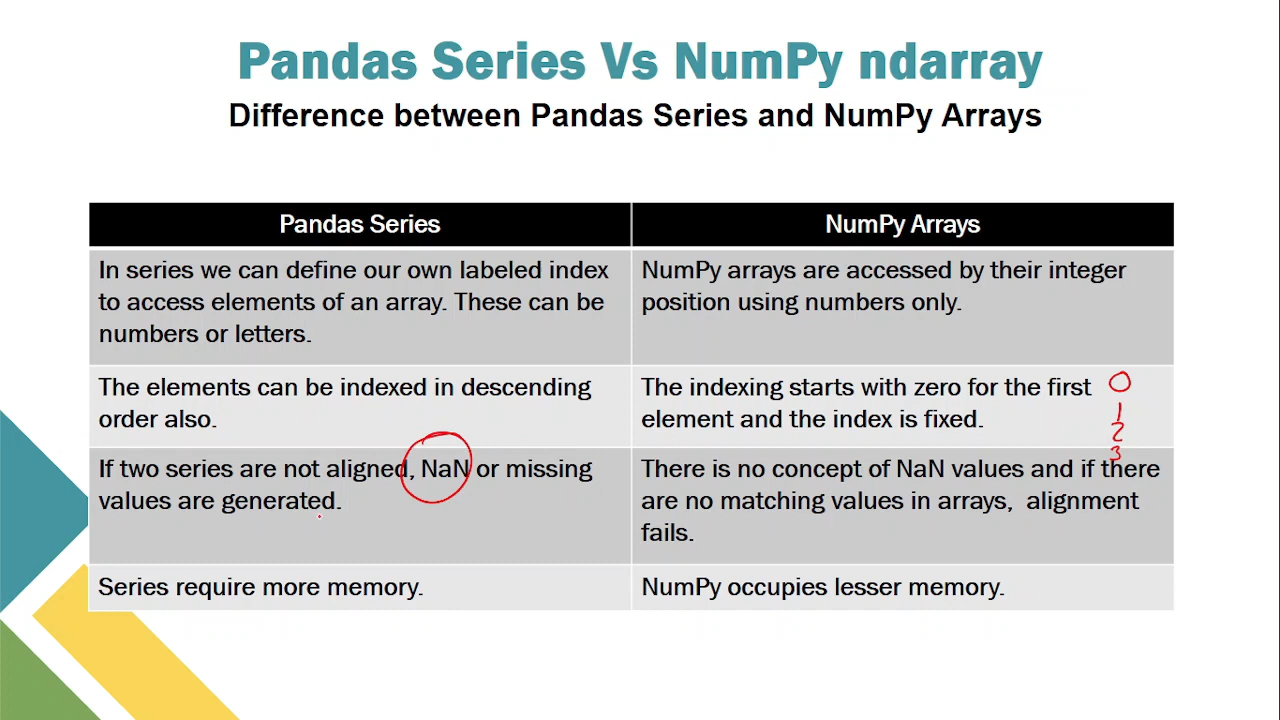 Pandas Series Vs NumPy ndarray
Difference between Pandas Series and NumPy Arrays
Pandas Series
NumPy Arrays
In series we can define our own labeled index
to access elements of an array. These can be
numbers or letters.
NumPy arrays are accessed by their integer
position using numbers only.
The elements can be indexed in descending
order also.
The indexing starts with zero for the first
element and the index is fixed.
0
1
2
3
If two series are not aligned, NaN or missing
values are generated.
There is no concept of NaN values and if there
are no matching values in arrays, alignment
fails.
Series require more memory.
NumPy occupies lesser memory.